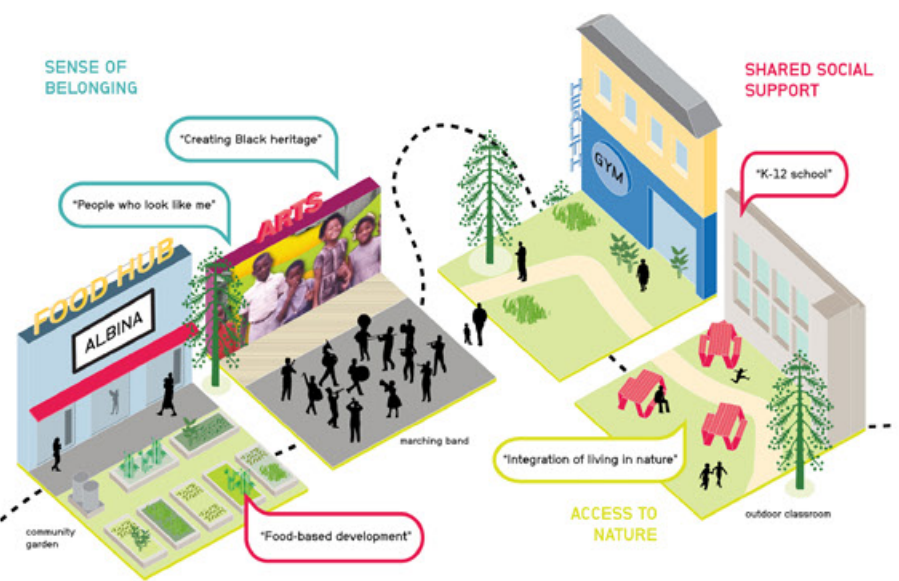 SENSE OF
BELONGING
SHARED SOCIAL
SUPPORT
"Creating Black heritage"
"People who look like me"
"K-12 school"
HEALTH
GYM
ARTS
FOOD HUB
ALBINA
marching band
"Integration of living in nature"
ACCESS TO
NATURE
outdoor classroom
community
garden
"Food-based development"